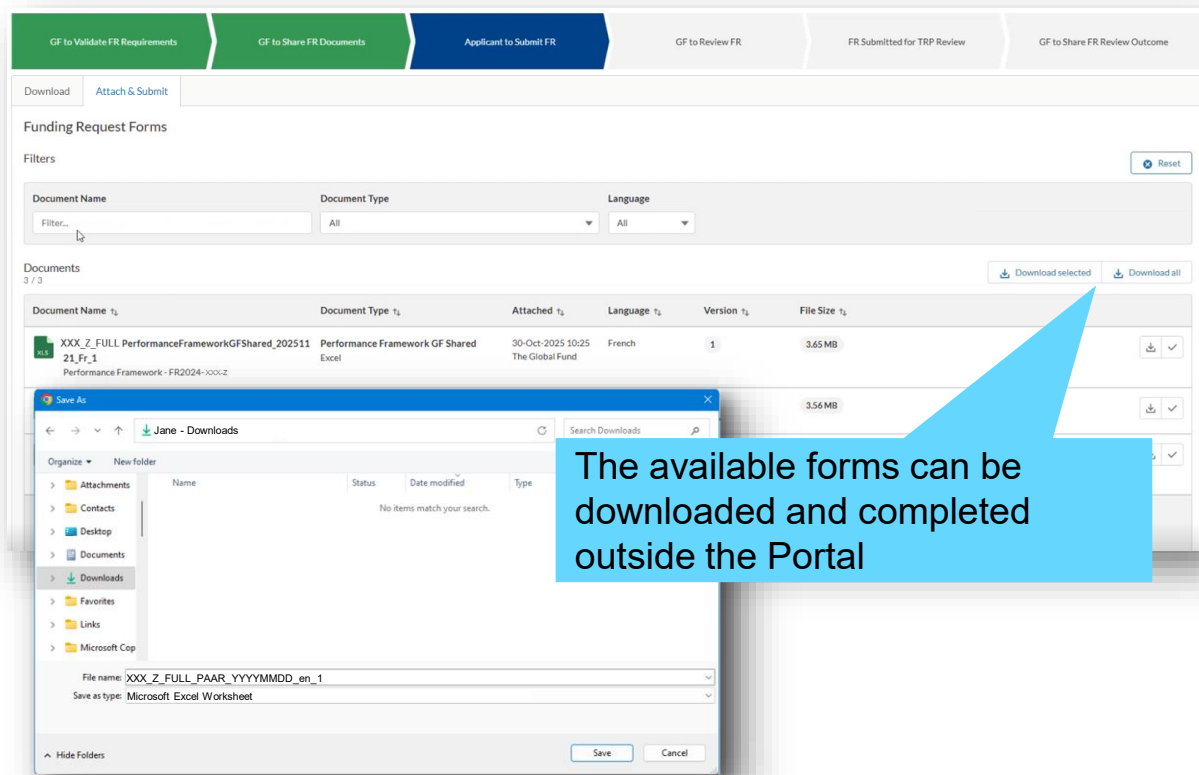 GF to Validate FR Requirements
GF to Share FR Documents
Applicant to Submit FR
GF to Review FR
FR Submitted for TRP Review
GF to Share FR Review Outcome
Download
Attach & Submit
Funding Request Forms
Filters
Reset
Document Name
Document Type
Language
Filter...
All
All
Documents
3 / 3
Download selected
Download all
Document Name
Document Type
Attached
Language
Version
File Size
XLS
XXX_Z_FULL PerformanceFrameworkGFShared_202511
21_Fr_1
Performance Framework - FR2024-XXX-Z
Performance Framework GF Shared
Excel
30-Oct-2025 10:25
The Global Fund
French
1
3.65 MB
3.56 MB
Save As
Jane - Downloads
Search Downloads
Organize
New folder
Attachments
Contacts
Desktop
Documents
Downloads
Favorites
Links
Microsoft Cop
Name
Status
Date modified
Type
No items match your search.
File name: XXX_Z_FULL_PAAR_YYYYMMDD_en_1
Save as type: Microsoft Excel Worksheet
Hide Folders
Save
Cancel
The available forms can be
downloaded and completed
outside the Portal